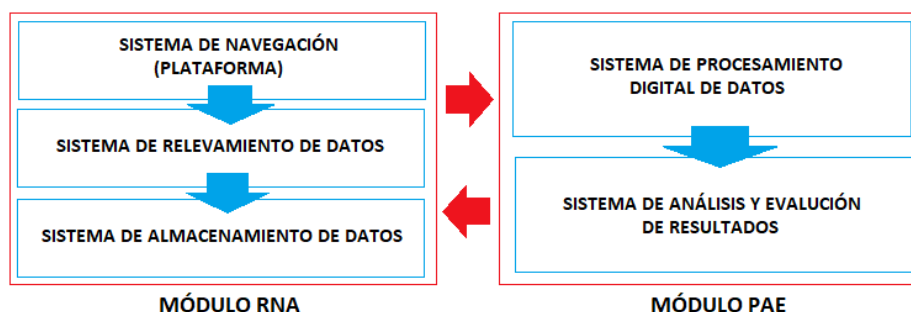 SISTEMA DE NAVEGACIÓN
(PLATAFORMA)
SISTEMA DE RELEVAMIENTO DE DATOS
SISTEMA DE ALMACENAMIENTO DE DATOS
MÓDULO RNA
SISTEMA DE PROCESAMIENTO
DIGITAL DE DATOS
SISTEMA DE ANÁLISIS Y EVALUCIÓN
DE RESULTADOS
MÓDULO PAE